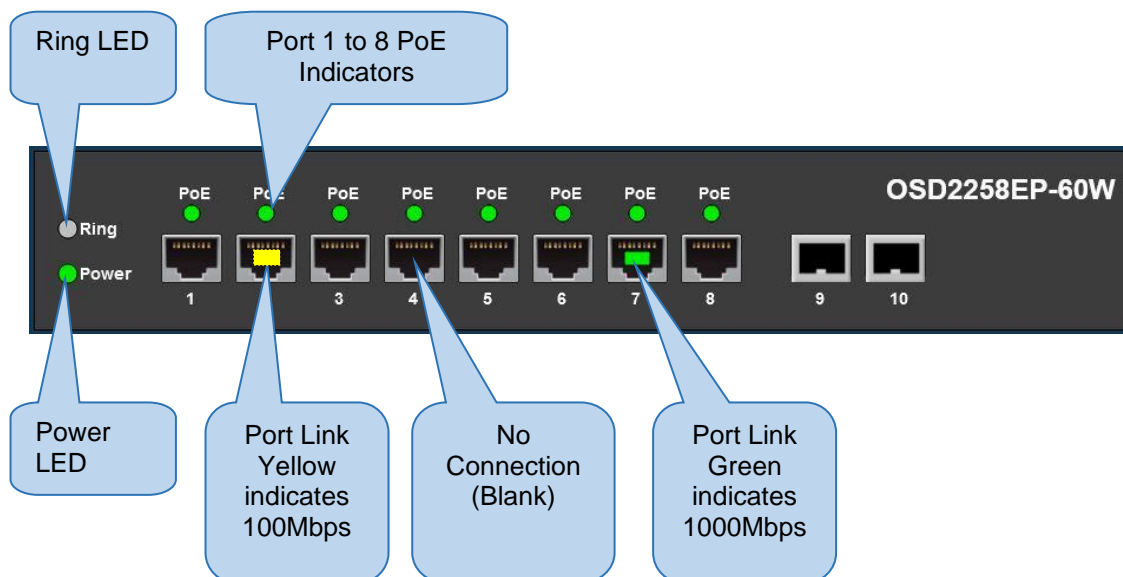 Ring LED
Port 1 to 8 PoE
Indicators
OSD2258EP-60W
PoE PoE PoE PoE PoE PoE PoE PoE
Ring
Power
1 3 4 5 6 7 8 9 10
Power
LED
Port Link
Yellow
indicates
100Mbps
No
Connection
(Blank)
Port Link
Green
indicates
1000Mbps